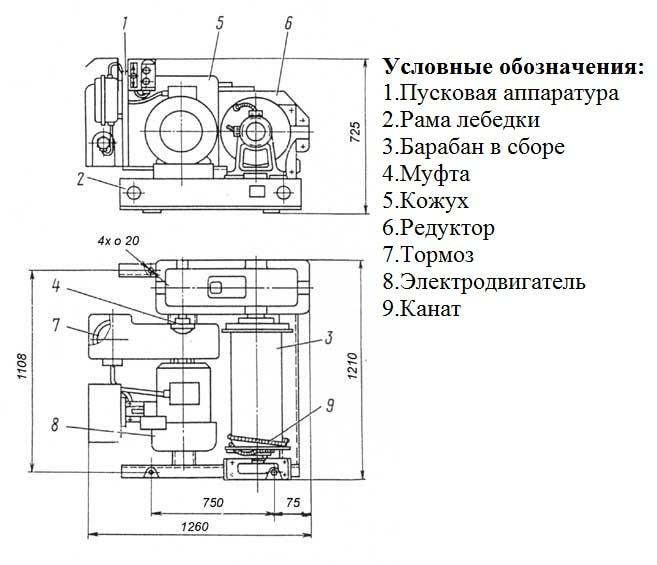 1
5
6
Условные обозначения:
1.Пусковая аппаратура
2.Рама лебедки
3.Барабан в сборе
4.Муфта
5.Кожух
6.Редуктор
7.Тормоз
8.Электродвигатель
9.Канат
725
2
4x o 20
4
7
3
1108
1210
9
8
750
75
1260